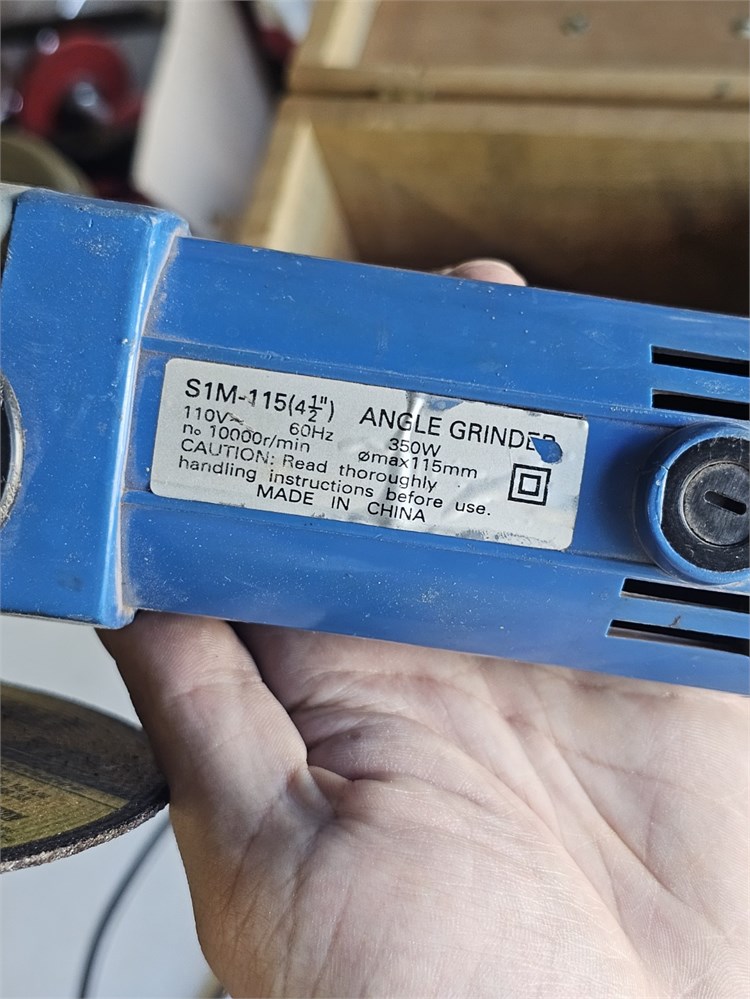 S1M-115(4½") ANGLE GRINDER
110V~ 60Hz 350W
n₀ 10000r/min ømax115mm
CAUTION: Read thoroughly
handling instructions before use.
MADE IN CHINA